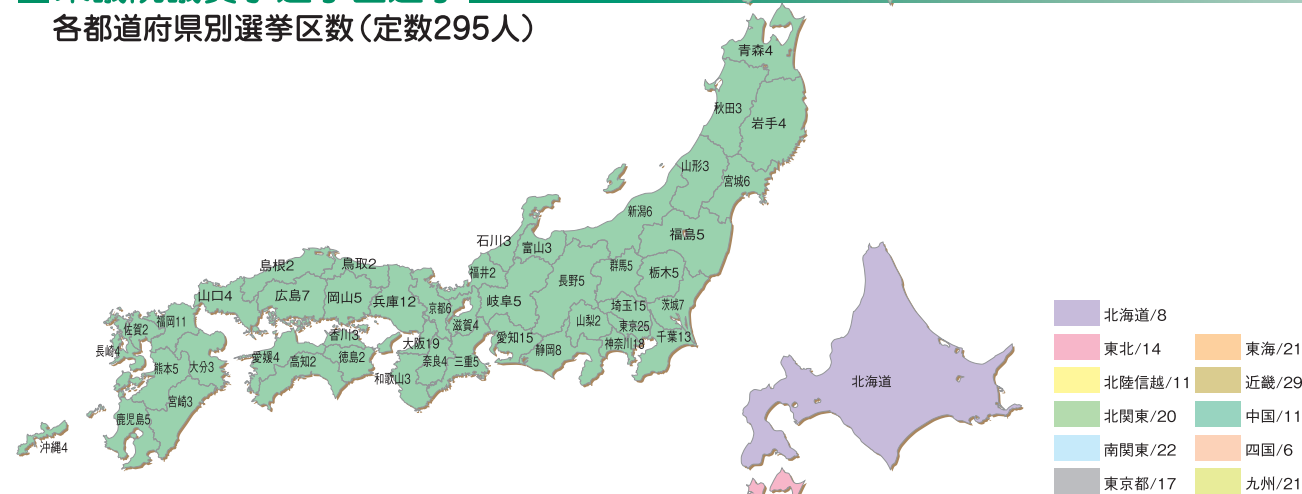 各都道府県別選挙区数(定数295人)
青森4
秋田3
岩手4
山形3
宮城6
新潟6
福島5
石川3
富山3
福井2
長野5
群馬5
栃木5
島根2
鳥取2
山口4
広島7
岡山5
兵庫12
京都6
滋賀4
岐阜5
愛知15
静岡8
山梨2
埼玉15
東京25
神奈川18
茨城7
千葉13
佐賀2
福岡11
長崎4
熊本5
大分3
宮崎3
鹿児島5
沖縄4
愛媛4
高知2
香川3
徳島2
大阪19
奈良4
三重5
和歌山3
北海道
北海道/8
東北/14
東海/21
北陸信越/11
近畿/29
北関東/20
中国/11
南関東/22
四国/6
東京都/17
九州/21